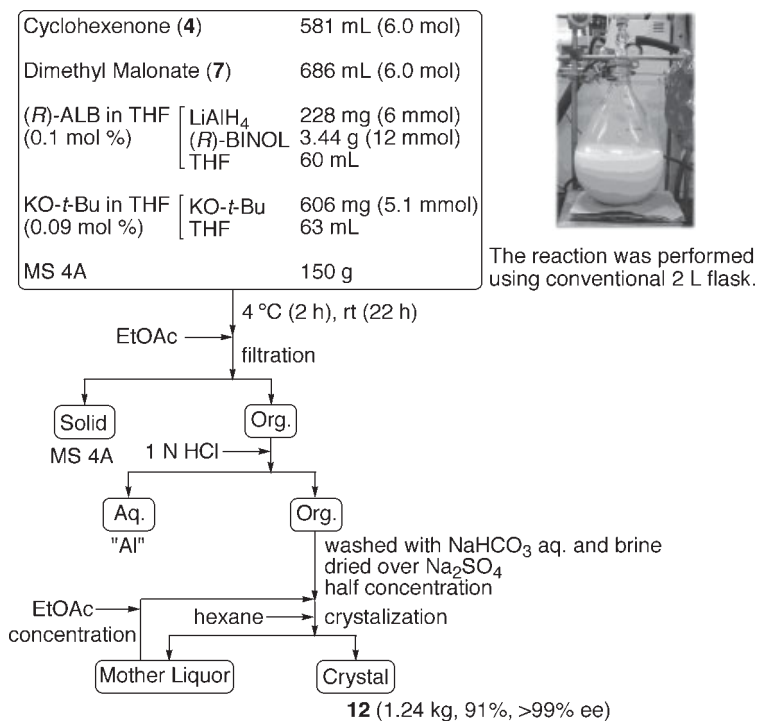 Cyclohexenone (4) 581 mL (6.0 mol)
Dimethyl Malonate (7) 686 mL (6.0 mol)
(R)-ALB in THF LiAlH4 228 mg (6 mmol)
(0.1 mol %) (R)-BINOL 3.44 g (12 mmol)
THF 60 mL
KO-t-Bu in THF KO-t-Bu 606 mg (5.1 mmol)
(0.09 mol %) THF 63 mL
MS 4A 150 g
The reaction was performed
using conventional 2 L flask.
4 ºC (2 h), rt (22 h)
EtOAc
filtration
Solid
Org.
MS 4A
1 N HCl
Aq.
Org.
"Al"
washed with NaHCO3 aq. and brine
dried over Na2SO4
half concentration
EtOAc
concentration
hexane
crystalization
Mother Liquor
Crystal
12 (1.24 kg, 91%, >99% ee)